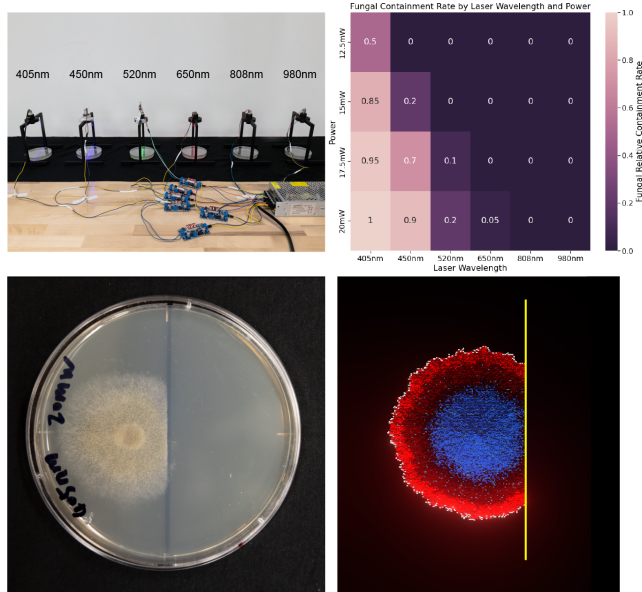 405nm 450nm 520nm 650nm 808nm 980nm
Fungal Containment Rate by Laser Wavelength and Power
12.5mW 0.5 0 0 0 0 0
15mW 0.85 0.2 0 0 0 0
17.5mW 0.95 0.7 0.1 0 0 0
20mW 1 0.9 0.2 0.05 0 0
Power
405nm 450nm 520nm 650nm 808nm 980nm
Laser Wavelength
1.0
0.8
0.6
0.4
0.2
0.0
Fungal Relative Containment Rate
20mW
405nm